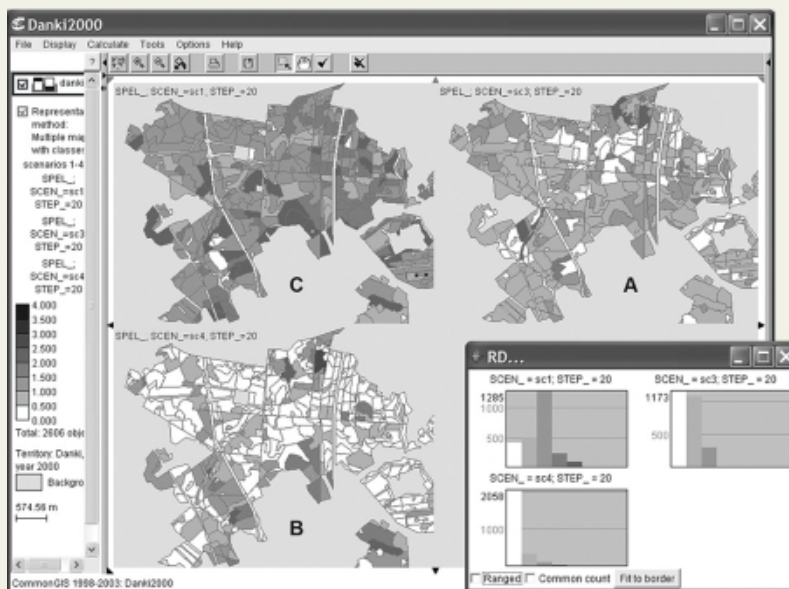 Danki2000
File Display Calculate Tools Options Help
?
danki
Representa
method:
Multiple map
with classes
scenarios 1-4
SPEL_;
SCEN_=sc1
STEP_=20
SPEL_;
SCEN_=sc3
STEP_=20
SPEL_;
SCEN_=sc4
STEP_=20
4.000
3.500
3.000
2.500
2.000
1.500
1.000
0.500
0.000
Total: 2606 obje
Territory: Danki,
year 2000
Backgro
574.56 m
CommonGIS 1998-2003: Danki2000
SPEL_; SCEN_=sc1, STEP_=20
C
SPEL_; SCEN_=sc3; STEP_=20
A
SPEL_; SCEN_=sc4, STEP_=20
B
RD...
SCEN_ = sc1; STEP_ = 20
1285
1000
500
SCEN_ = sc3; STEP_ = 20
1173
500
SCEN_ = sc4; STEP_ = 20
2058
1000
Ranged Common count Fit to border